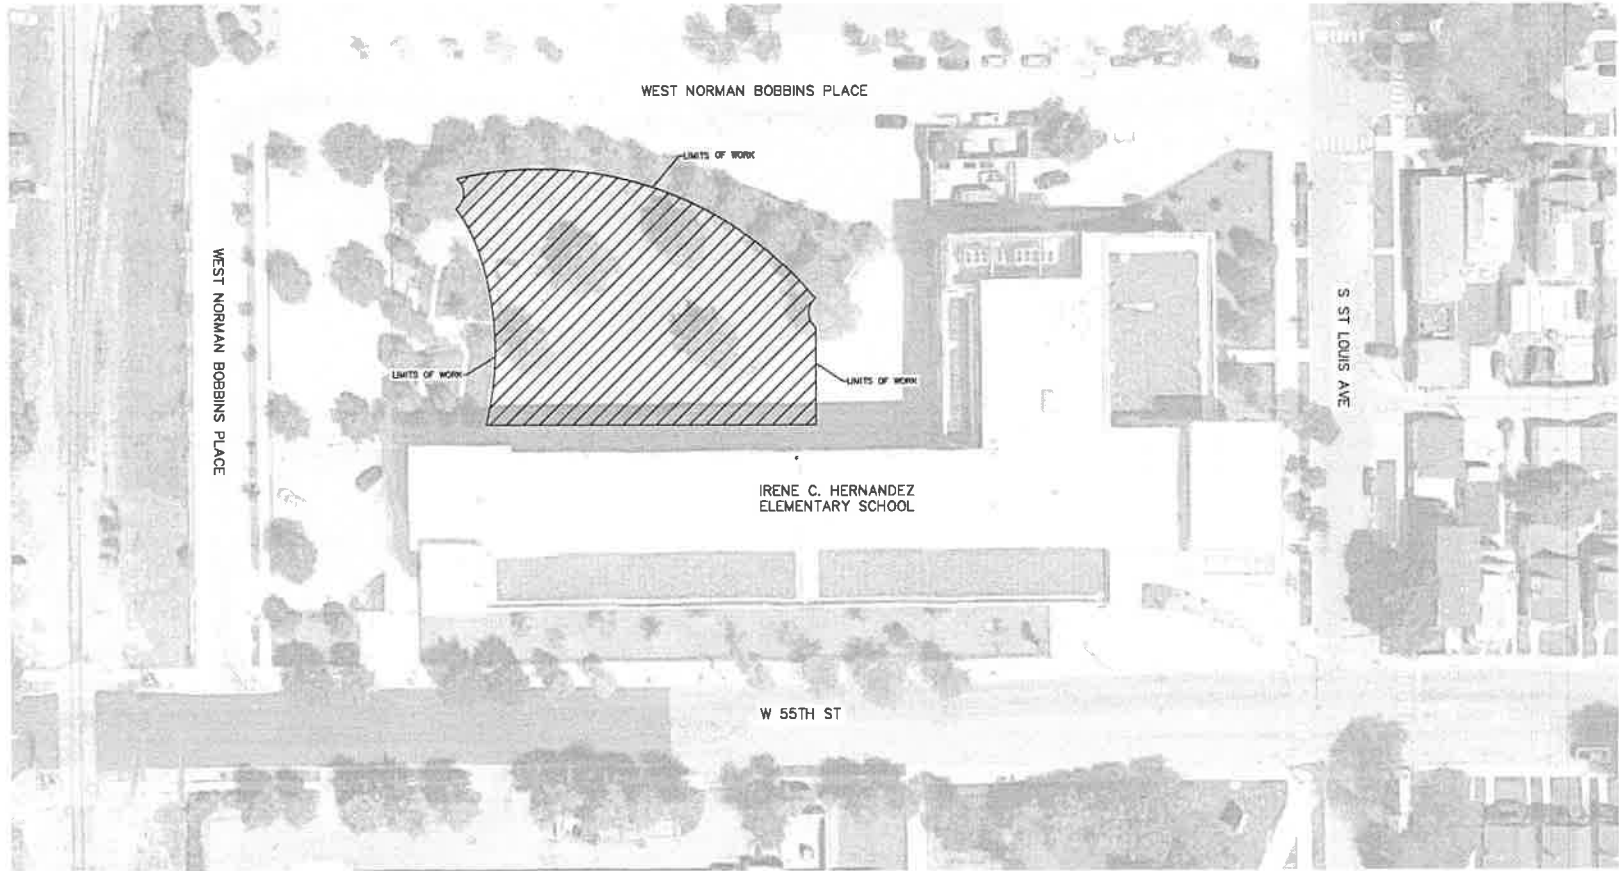 WEST NORMAN BOBBINS PLACE
LIMITS OF WORK
WEST NORMAN BOBBINS PLACE
S ST LOUIS AVE
LIMITS OF WORK
LIMITS OF WORK
IRENE C. HERNANDEZ
ELEMENTARY SCHOOL
W 55TH ST